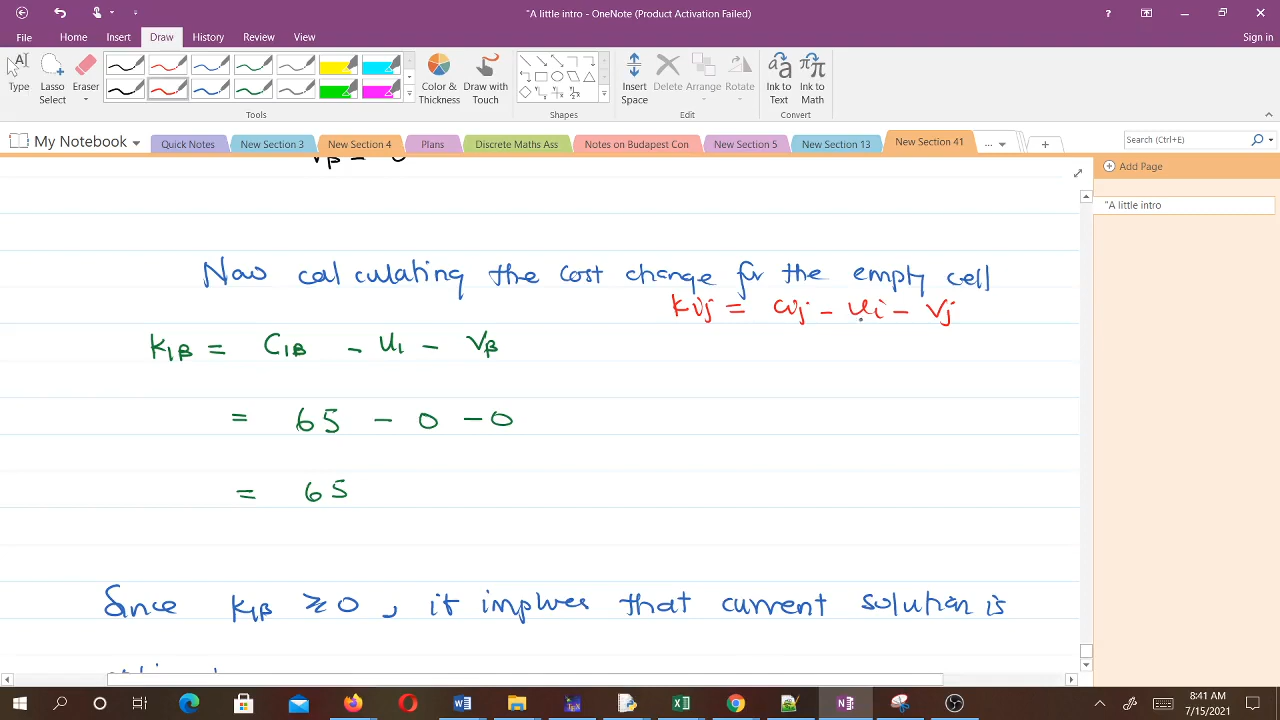 "A little intro - OneNote (Product Activation Failed)
File Home Insert Draw History Review View Sign in
Type Lasso Select Eraser Color & Thickness Draw with Touch Insert Space Delete Arrange Rotate Ink to Text Ink to Math
Tools Shapes Edit Convert
My Notebook Quick Notes New Section 3 New Section 4 Plans Discrete Maths Ass Notes on Budapest Con New Section 5 New Section 13 New Section 41 ... Search (Ctrl+E)
Add Page
"A little intro
Vβ = 0
Now calculating the cost change for the empty cell
Kij = cij - ui - vj
K1B = C1B - U1 - VB
= 65 - 0 - 0
= 65
Since K1B ≥ 0, it implies that current solution is
8:41 AM
7/15/2021